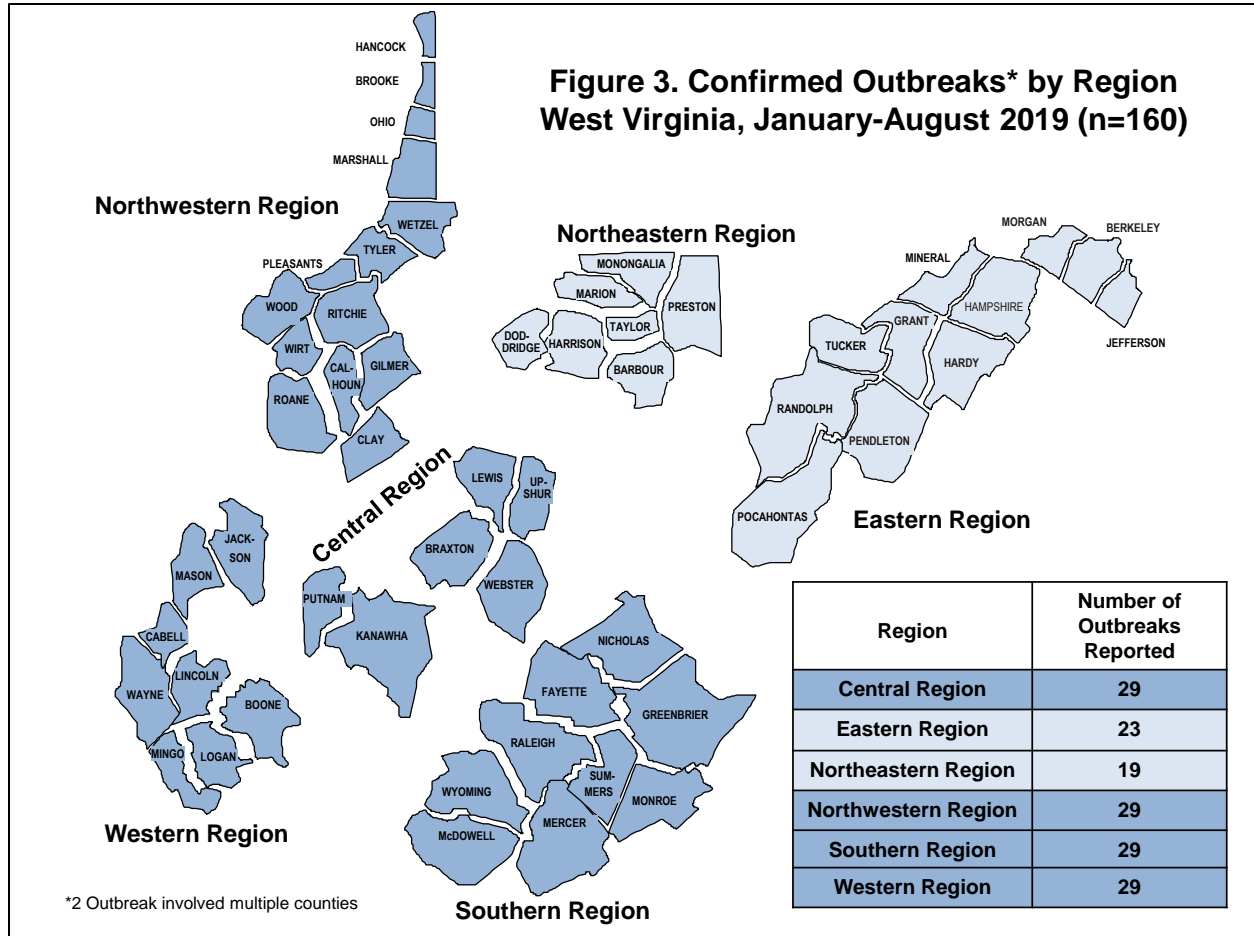 Figure 3. Confirmed Outbreaks* by Region
West Virginia, January-August 2019 (n=160)
HANCOCK
BROOKE
OHIO
MARSHALL
Northwestern Region
WETZEL
TYLER
PLEASANTS
WOOD
RITCHIE
WIRT
CAL-
HOUN
GILMER
ROANE
CLAY
Northeastern Region
MONONGALIA
MARION
PRESTON
TAYLOR
DOD-
DRIDGE
HARRISON
BARBOUR
MORGAN
BERKELEY
MINERAL
HAMPSHIRE
GRANT
JEFFERSON
TUCKER
HARDY
RANDOLPH
PENDLETON
POCAHONTAS
Eastern Region
Central Region
LEWIS
UP-
SHUR
BRAXTON
WEBSTER
PUTNAM
KANAWHA
JACK-
SON
MASON
CABELL
LINCOLN
WAYNE
BOONE
MINGO
LOGAN
Western Region
NICHOLAS
FAYETTE
GREENBRIER
RALEIGH
SUM-
MERS
WYOMING
MONROE
MERCER
McDOWELL
Southern Region
Region
Number of
Outbreaks
Reported
Central Region 29
Eastern Region 23
Northeastern Region 19
Northwestern Region 29
Southern Region 29
Western Region 29
*2 Outbreak involved multiple counties